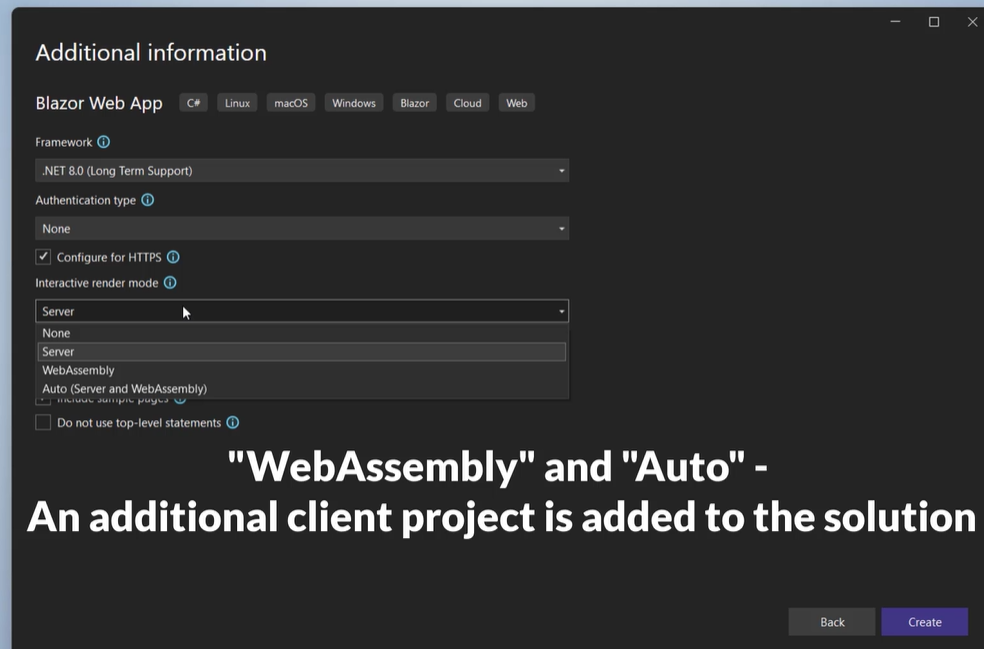 Additional information
Blazor Web App C# Linux macOS Windows Blazor Cloud Web
Framework
.NET 8.0 (Long Term Support)
Authentication type
None
Configure for HTTPS
Interactive render mode
Server
None
Server
WebAssembly
Auto (Server and WebAssembly)
Include sample pages
Do not use top-level statements
"WebAssembly" and "Auto" -
An additional client project is added to the solution
Back Create